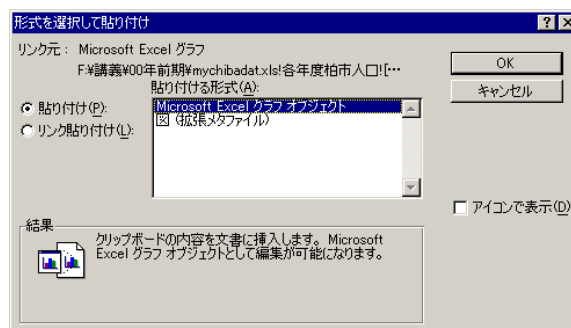 形式を選択して貼り付け
リンク元： Microsoft Excel グラフ
F:¥講義¥00年前期¥mychibadat.xls!各年度柏市人口![…
貼り付ける形式(A):
貼り付け(P):
リンク貼り付け(L):
Microsoft Excel グラフ オブジェクト
図 (拡張メタファイル)
OK
キャンセル
アイコンで表示(D)
結果
クリップボードの内容を文書に挿入します。Microsoft
Excel グラフ オブジェクトとして編集が可能になります。